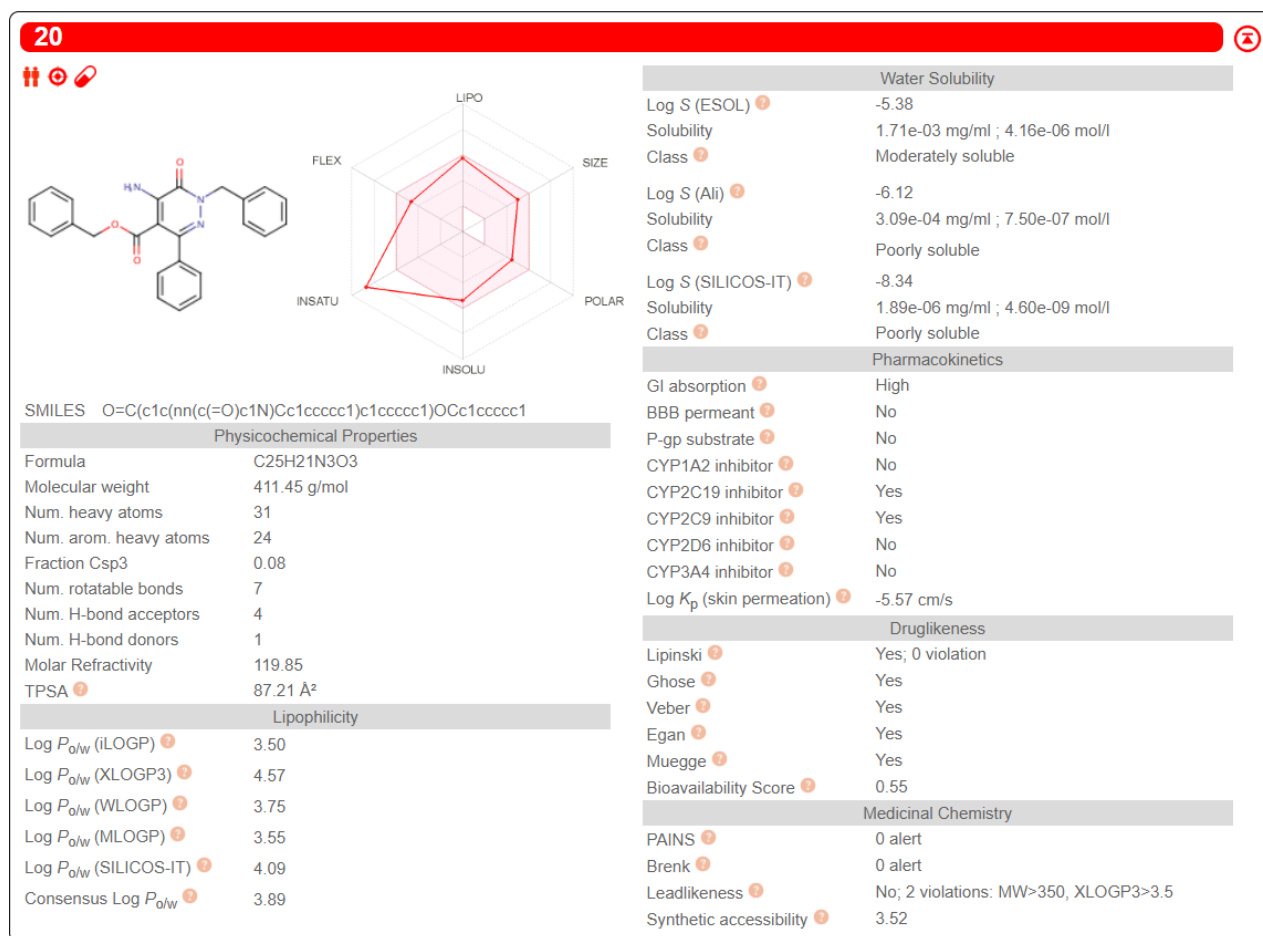 20
LIPO
SIZE
POLAR
INSOLU
INSATU
FLEX
O
H₂N
N
N
O
O
SMILES O=C(c1c(nn(c(=O)c1N)Cc1ccccc1)c1ccccc1)OCc1ccccc1
Physicochemical Properties
Formula C25H21N3O3
Molecular weight 411.45 g/mol
Num. heavy atoms 31
Num. arom. heavy atoms 24
Fraction Csp3 0.08
Num. rotatable bonds 7
Num. H-bond acceptors 4
Num. H-bond donors 1
Molar Refractivity 119.85
TPSA ? 87.21 Å²
Lipophilicity
Log Po/w (iLOGP) ? 3.50
Log Po/w (XLOGP3) ? 4.57
Log Po/w (WLOGP) ? 3.75
Log Po/w (MLOGP) ? 3.55
Log Po/w (SILICOS-IT) ? 4.09
Consensus Log Po/w ? 3.89
Water Solubility
Log S (ESOL) ? -5.38
Solubility 1.71e-03 mg/ml ; 4.16e-06 mol/l
Class ? Moderately soluble
Log S (Ali) ? -6.12
Solubility 3.09e-04 mg/ml ; 7.50e-07 mol/l
Class ? Poorly soluble
Log S (SILICOS-IT) ? -8.34
Solubility 1.89e-06 mg/ml ; 4.60e-09 mol/l
Class ? Poorly soluble
Pharmacokinetics
GI absorption ? High
BBB permeant ? No
P-gp substrate ? No
CYP1A2 inhibitor ? No
CYP2C19 inhibitor ? Yes
CYP2C9 inhibitor ? Yes
CYP2D6 inhibitor ? No
CYP3A4 inhibitor ? No
Log Kp (skin permeation) ? -5.57 cm/s
Druglikeness
Lipinski ? Yes; 0 violation
Ghose ? Yes
Veber ? Yes
Egan ? Yes
Muegge ? Yes
Bioavailability Score ? 0.55
Medicinal Chemistry
PAINS ? 0 alert
Brenk ? 0 alert
Leadlikeness ? No; 2 violations: MW>350, XLOGP3>3.5
Synthetic accessibility ? 3.52